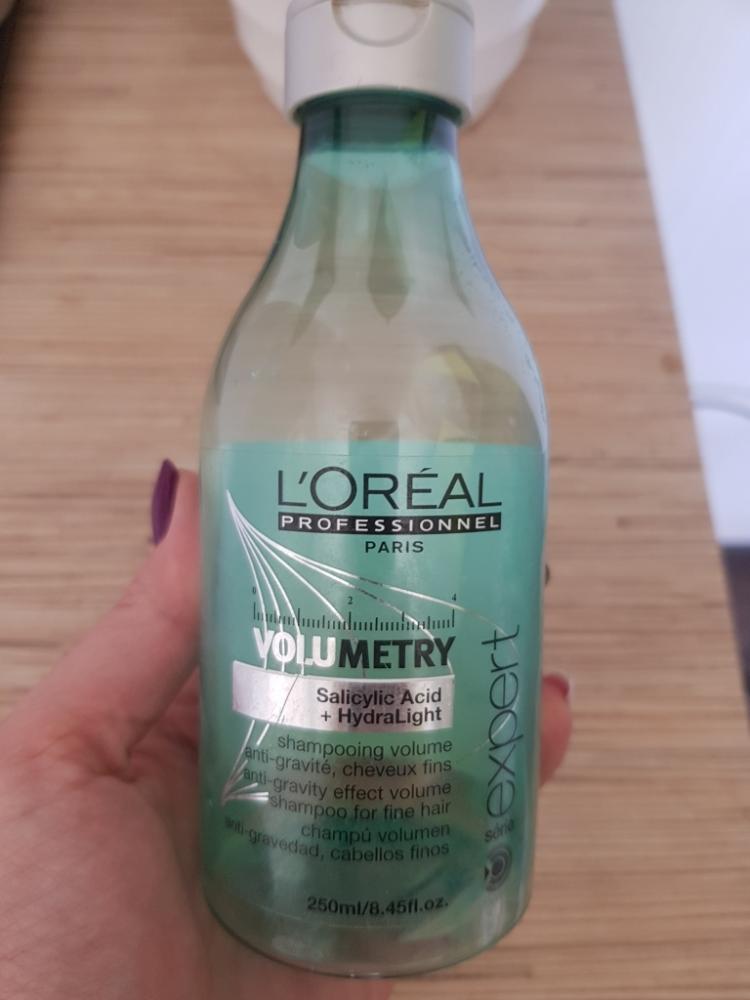 L'ORÉAL
PROFESSIONNEL
PARIS
0 2 4
VOLUMETRY
Salicylic Acid
+ HydraLight
shampooing volume
anti-gravité, cheveux fins
anti-gravity effect volume
shampoo for fine hair
champú volumen
anti-gravedad, cabellos finos
250ml/8.45fl.oz.
série expert